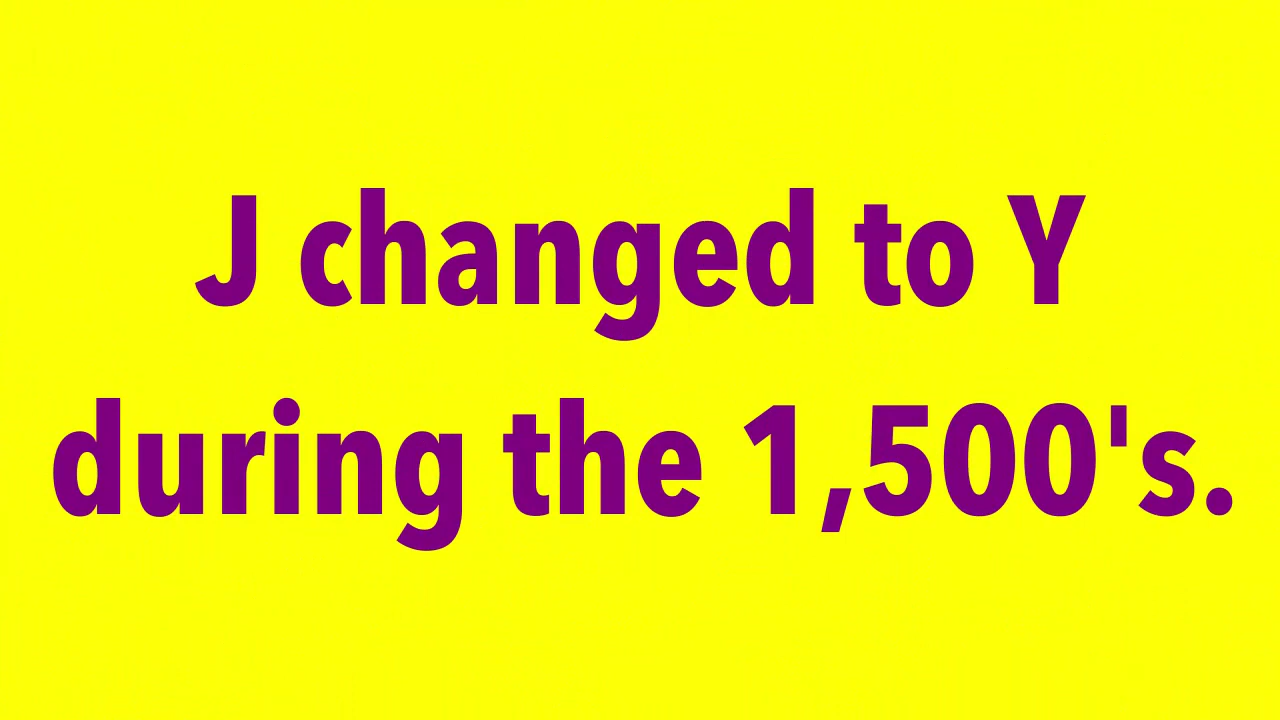 J changed to Y
during the 1,500's.